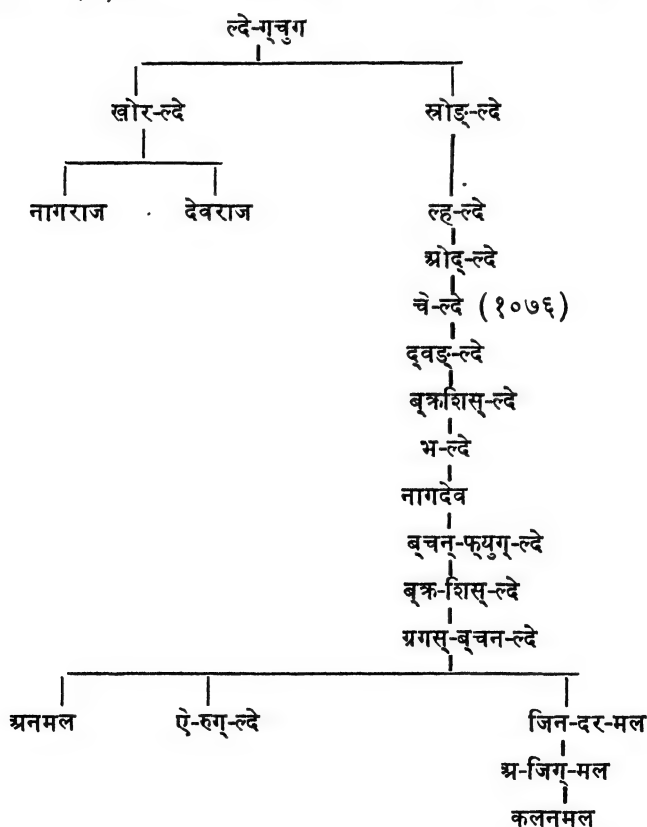 ल्दे-ग्चुग
खोर-ल्दे स्रोङ्-ल्दे
नागराज देवराज ल्ह-ल्दे
ओद्-ल्दे
चे-ल्दे (१०७६)
द्वङ्-ल्दे
ब्क्रशिस्-ल्दे
भ-ल्दे
नागदेव
ब्चन्-फ्युग्-ल्दे
ब्क्र-शिस्-ल्दे
ग्रगस्-ब्चन-ल्दे
अनमल ऐ-रुग्-ल्दे जिन-दर-मल
अ-जिग्-मल
कलनमल